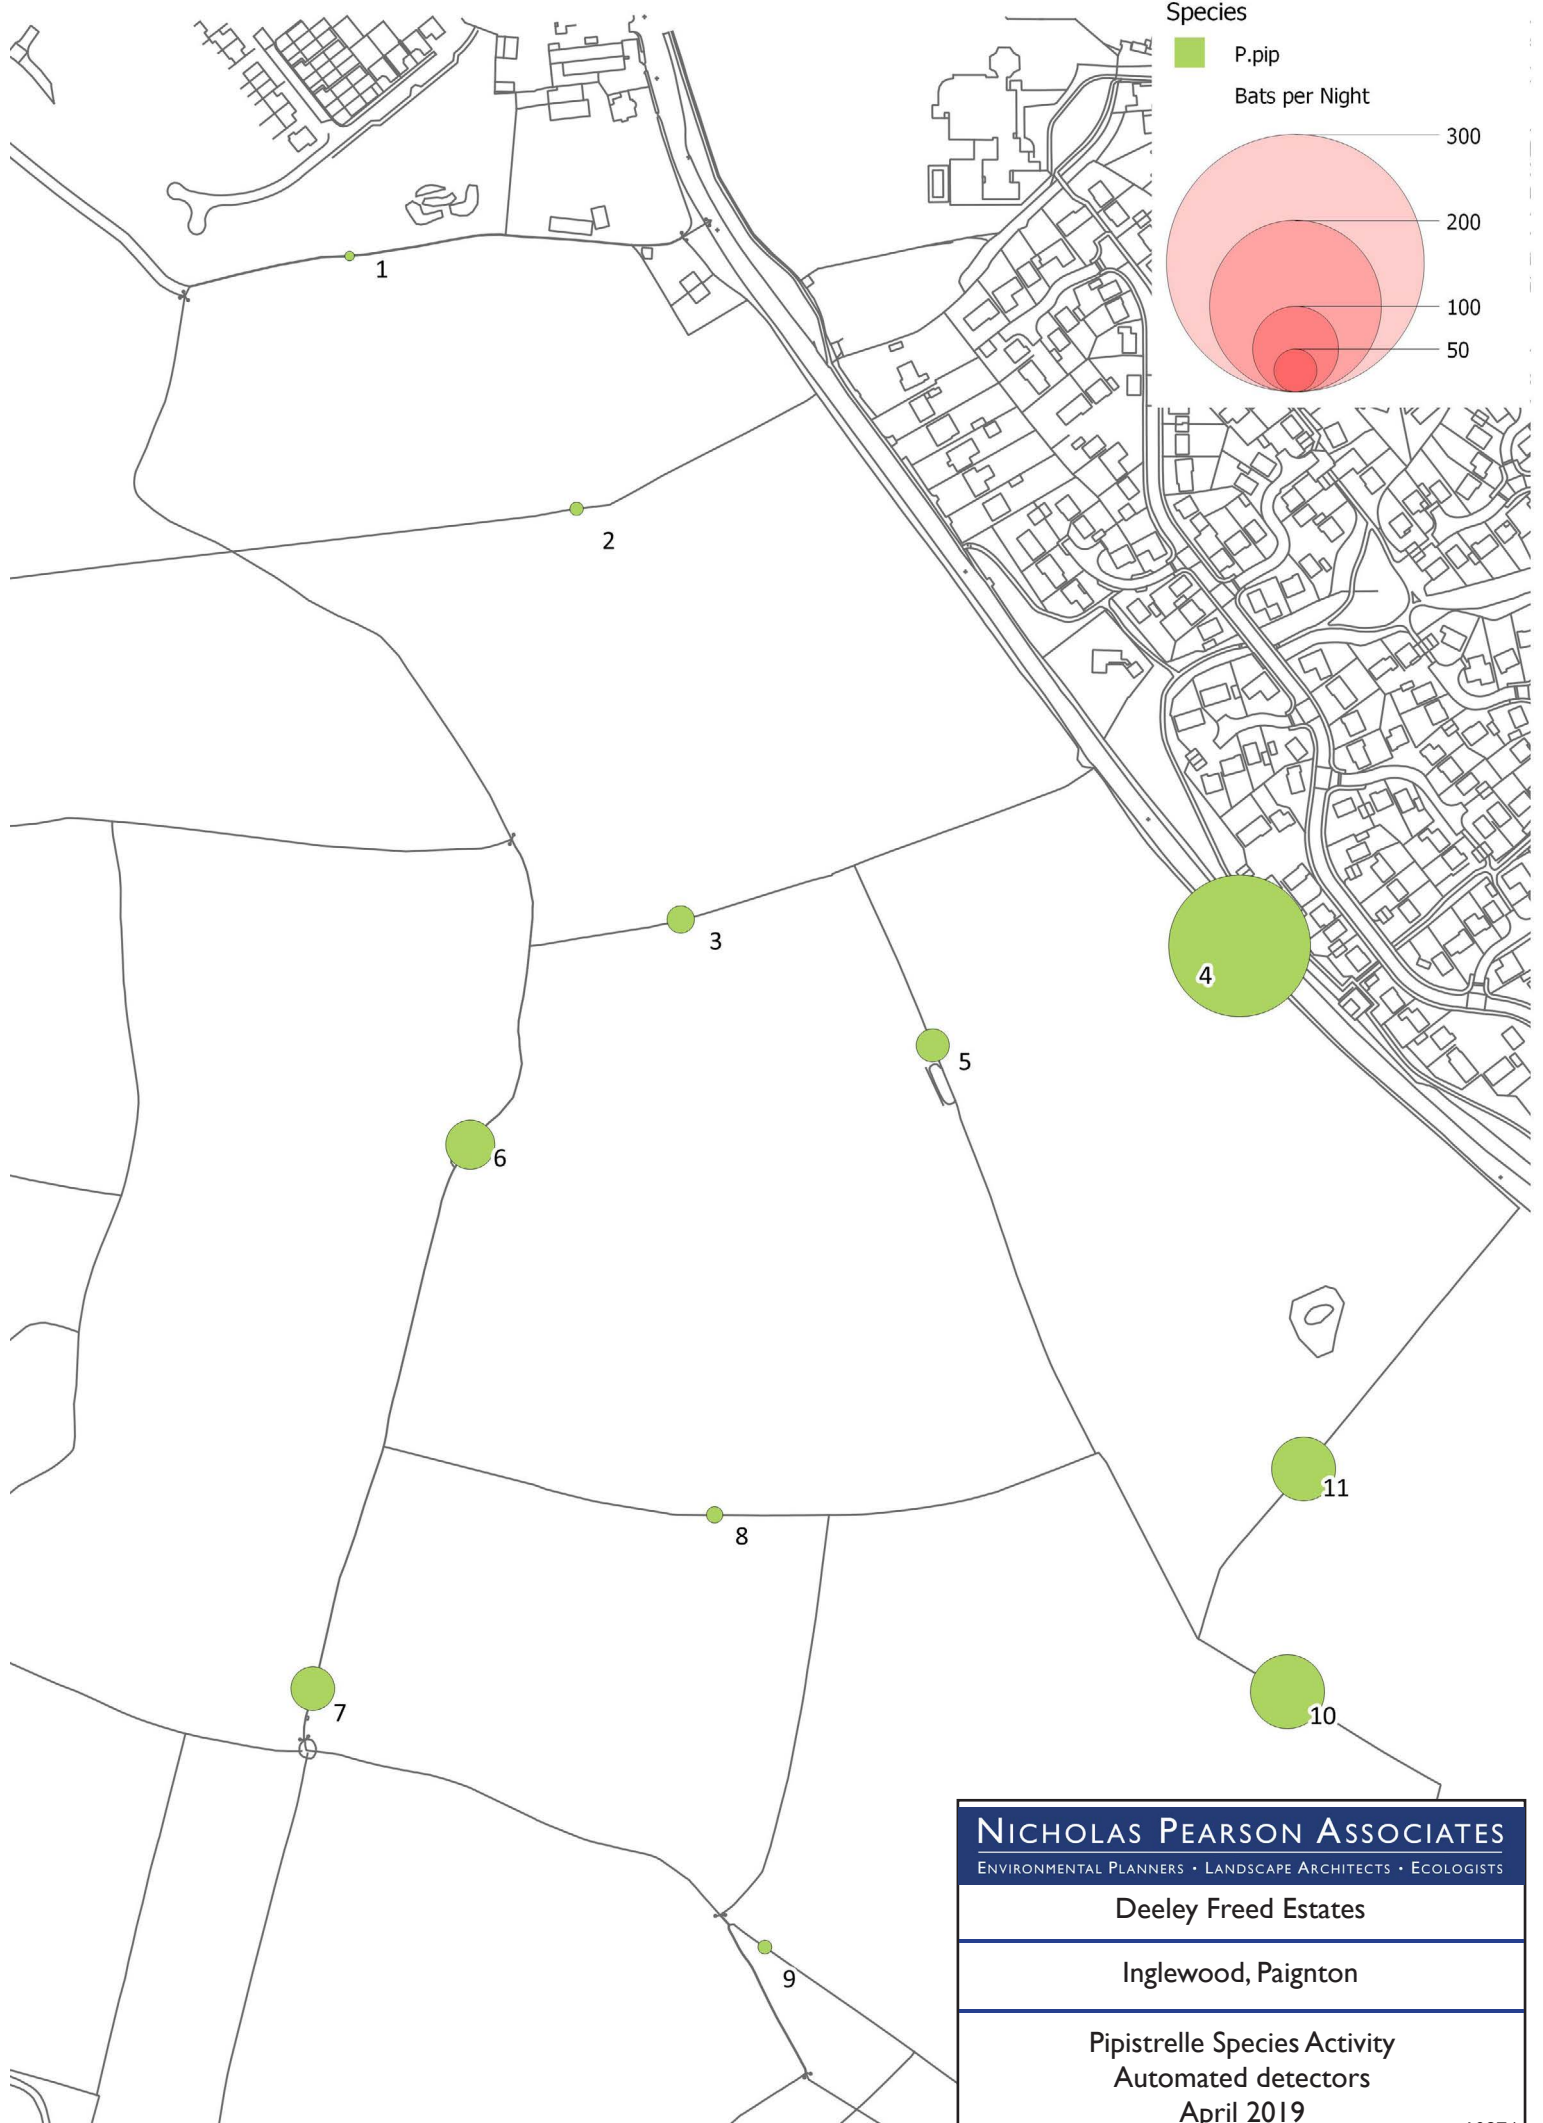 Species
P.pip
Bats per Night
300
200
100
50
1
2
3
4
5
6
7
8
9
10
11
NICHOLAS PEARSON ASSOCIATES
ENVIRONMENTAL PLANNERS • LANDSCAPE ARCHITECTS • ECOLOGISTS
Deeley Freed Estates
Inglewood, Paignton
Pipistrelle Species Activity
Automated detectors
April 2019